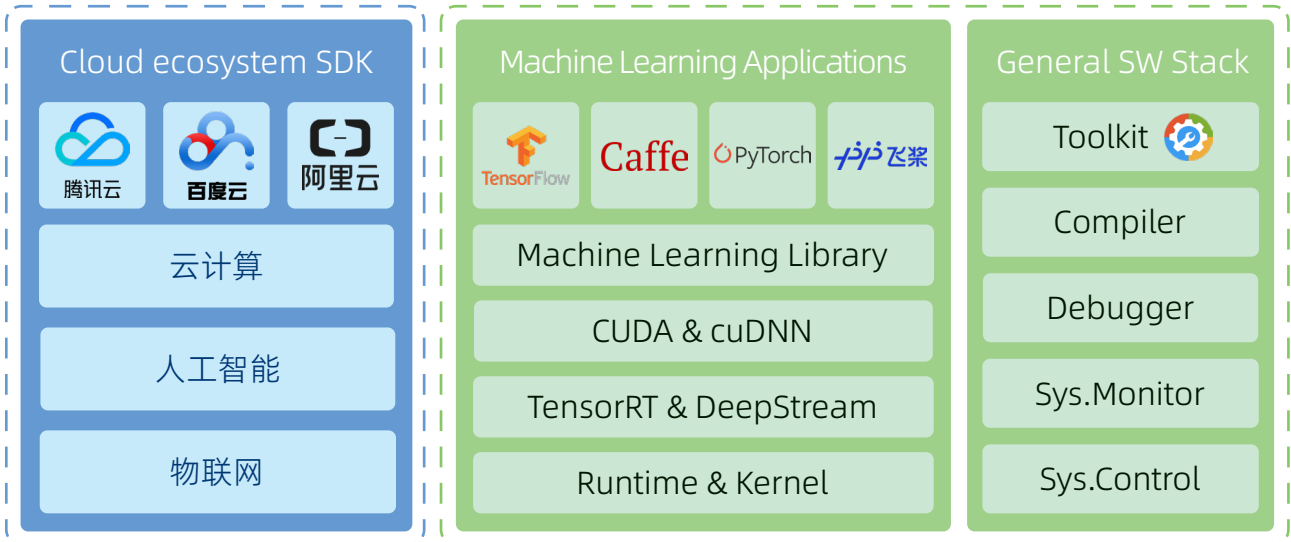 Cloud ecosystem SDK
腾讯云
百度云
阿里云
云计算
人工智能
物联网
Machine Learning Applications
TensorFlow
Caffe
PyTorch
飞桨
Machine Learning Library
CUDA & cuDNN
TensorRT & DeepStream
Runtime & Kernel
General SW Stack
Toolkit
Compiler
Debugger
Sys.Monitor
Sys.Control